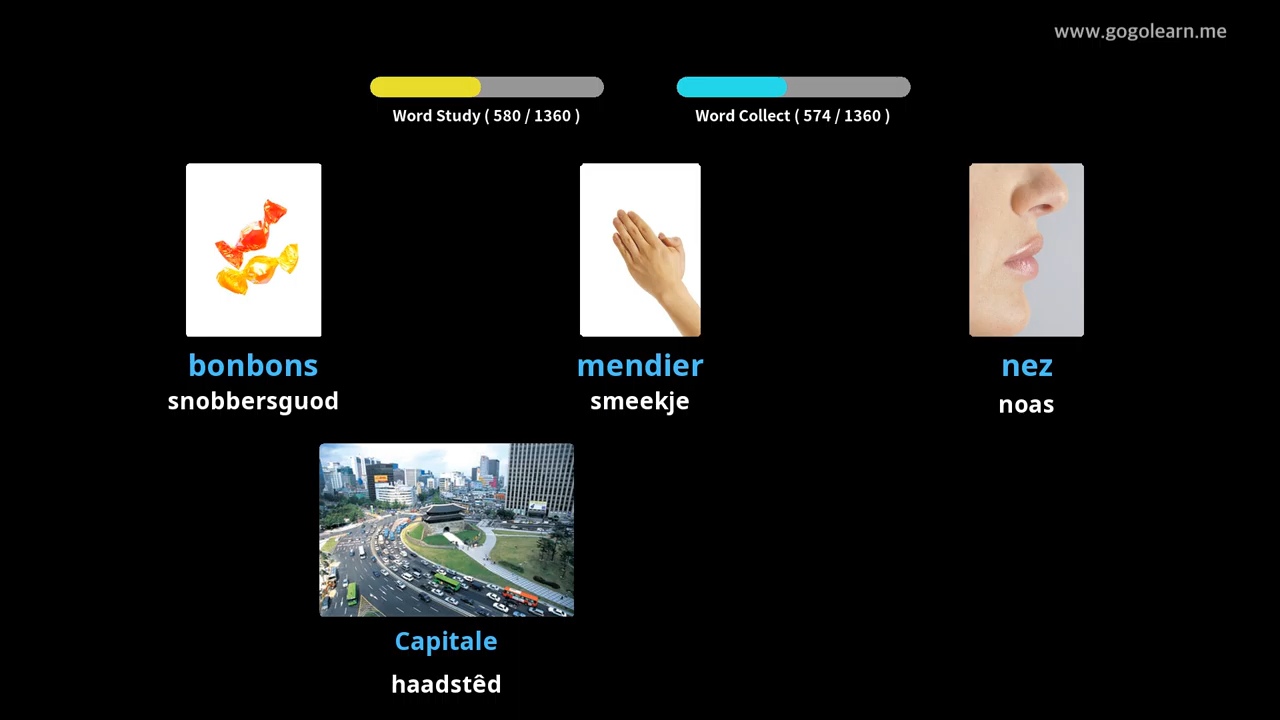 www.gogolearn.me
Word Study ( 580 / 1360 )
Word Collect ( 574 / 1360 )
bonbons
snobbersguod
mendier
smeekje
nez
noas
Capitale
haadstêd